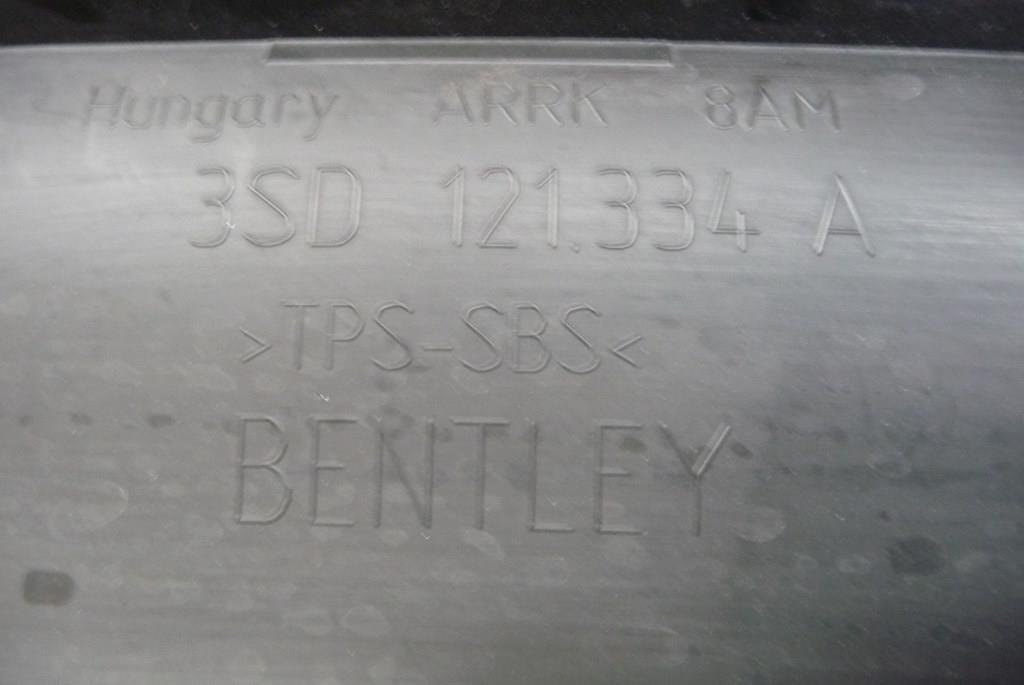 Hungary ARRK 8AM
3SD 121.334 A
>TPS-SBS<
BENTLEY